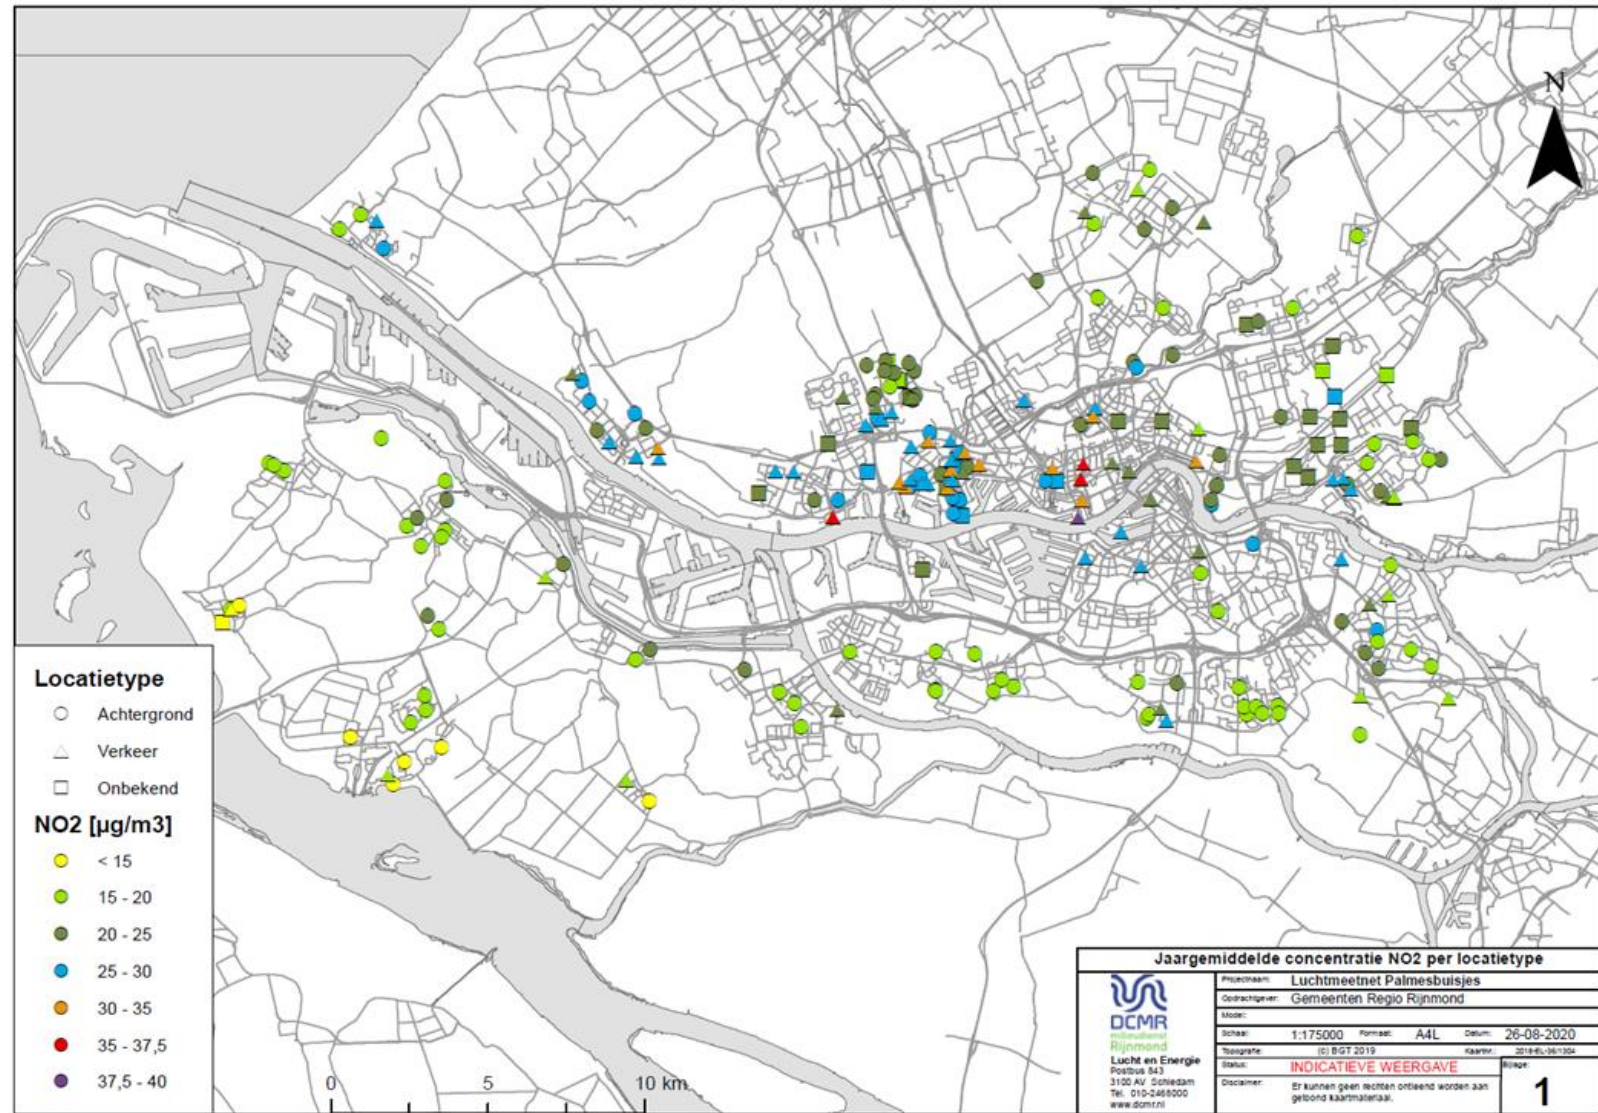 N
Locatietype
Achtergrond
Verkeer
Onbekend
NO2 [µg/m3]
< 15
15 - 20
20 - 25
25 - 30
30 - 35
35 - 37,5
37,5 - 40
0 5 10 km
Jaargemiddelde concentratie NO2 per locatietype
DCMR
milieudienst
Rijnmond
Lucht en Energie
Postbus 843
3100 AV Schiedam
Tel. 010-2468000
www.dcmr.nl
Projectnaam: Luchtmeetnet Palmesbuisjes
Opdrachtgever: Gemeenten Regio Rijnmond
Model:
Schaal: 1:175000 Formaat: A4L Datum: 26-08-2020
Topografie: (c) BGT 2019 Kaartnr.:
Status: INDICATIEVE WEERGAVE
Bijlage:
1
Disclaimer: Er kunnen geen rechten ontleend worden aan
getoond kaartmateriaal.